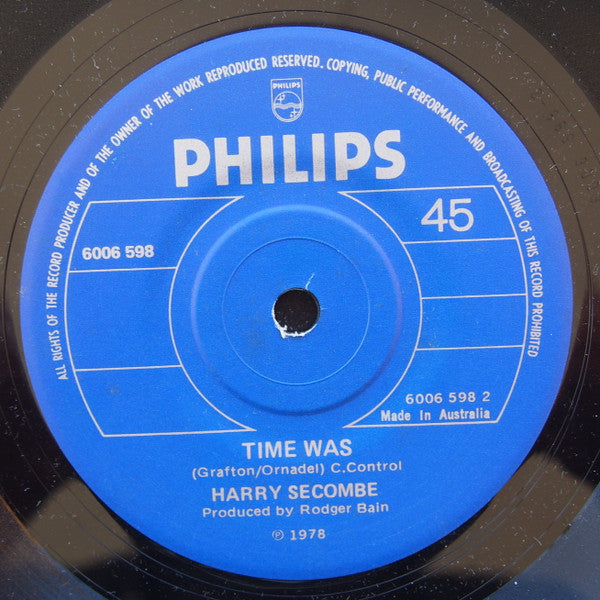 ALL RIGHTS OF THE RECORD PRODUCER AND OF THE OWNER OF THE WORK REPRODUCED RESERVED. COPYING, PUBLIC PERFORMANCE AND BROADCASTING OF THIS RECORD PROHIBITED
PHILIPS
PHILIPS
45
6006 598
6006 598 2
Made In Australia
TIME WAS
(Grafton/Ornadel) C.Control
HARRY SECOMBE
Produced by Rodger Bain
℗ 1978